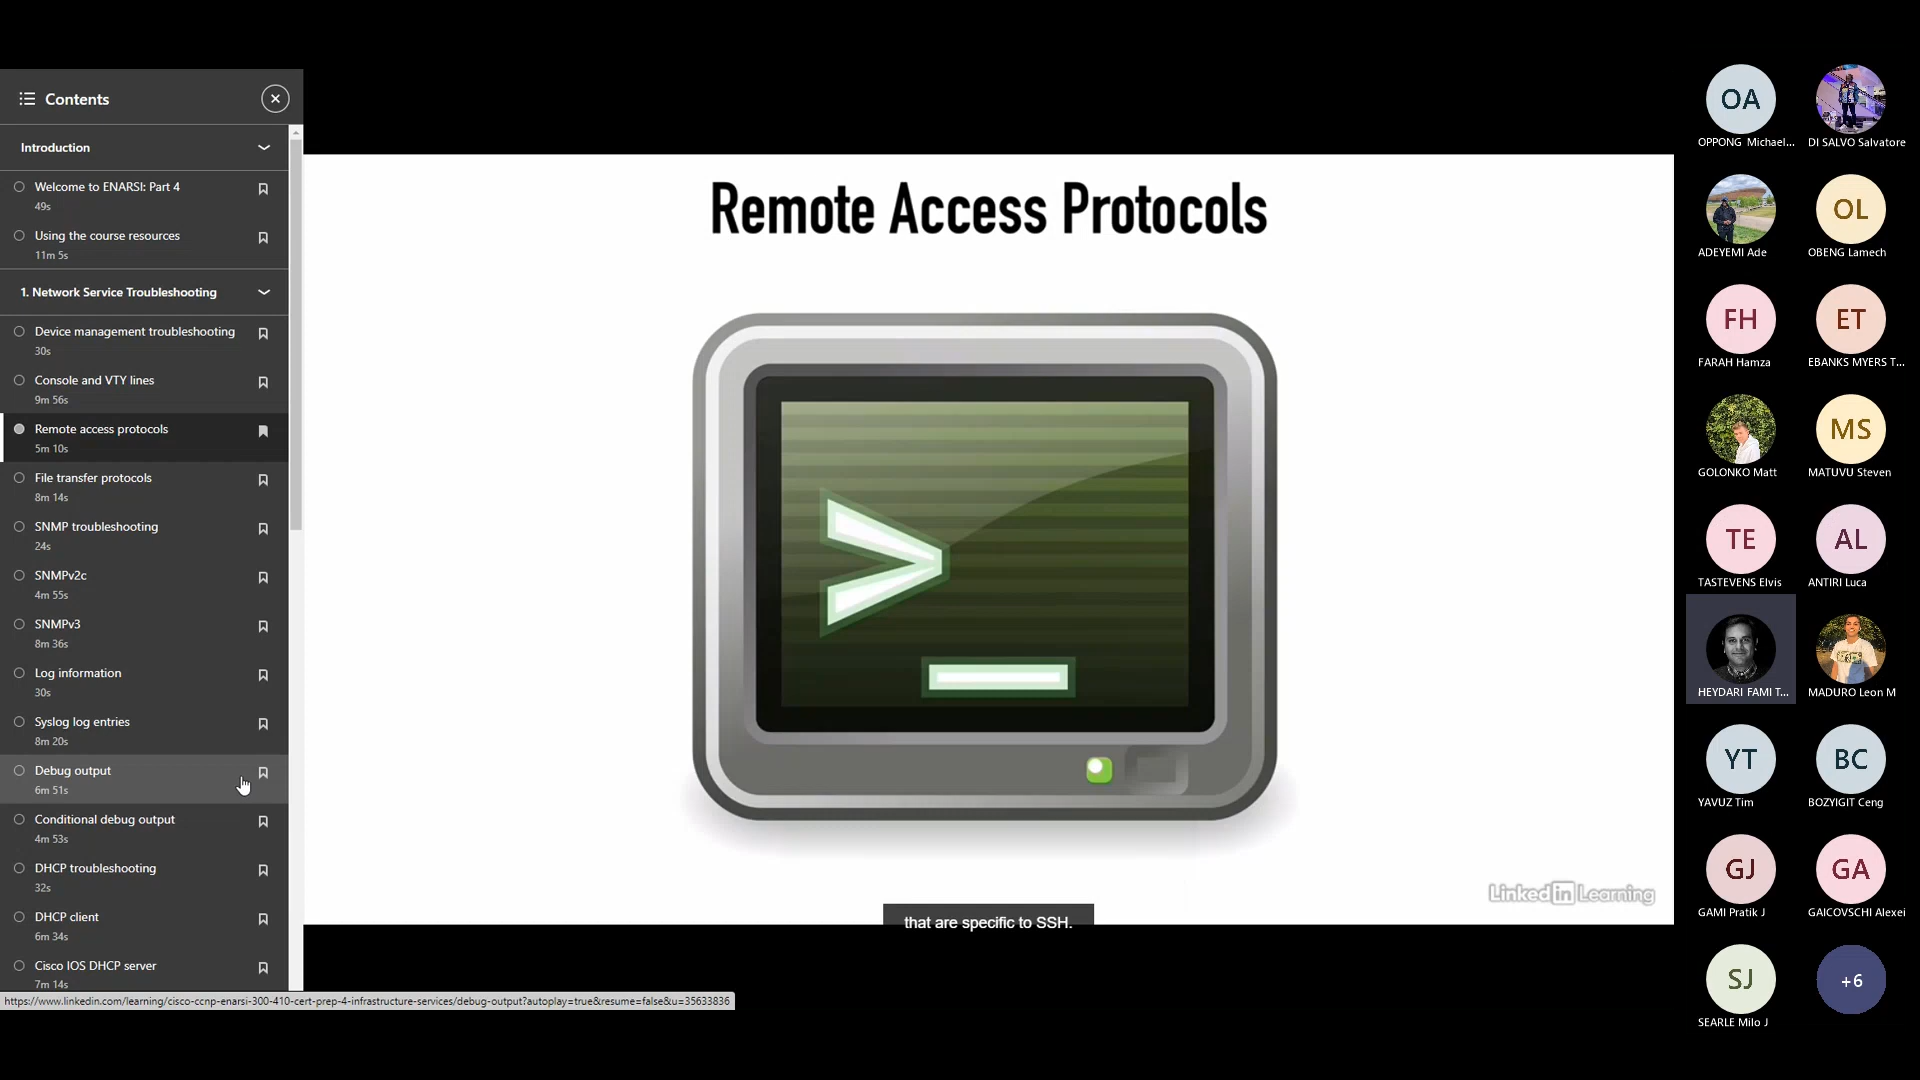 Contents
Introduction
Welcome to ENARSI: Part 4
49s
Using the course resources
11m 5s
1. Network Service Troubleshooting
Device management troubleshooting
30s
Console and VTY lines
9m 56s
Remote access protocols
5m 10s
File transfer protocols
8m 14s
SNMP troubleshooting
24s
SNMPv2c
4m 55s
SNMPv3
8m 36s
Log information
30s
Syslog log entries
8m 20s
Debug output
6m 51s
Conditional debug output
4m 53s
DHCP troubleshooting
32s
DHCP client
6m 34s
Cisco IOS DHCP server
7m 14s
https://www.linkedin.com/learning/cisco-ccnp-enarsi-300-410-cert-prep-4-infrastructure-services/debug-output?autoplay=true&resume=false&u=35633836
Remote Access Protocols
LinkedIn Learning
that are specific to SSH.
OA
OPPONG Michael...
DI SALVO Salvatore
ADEYEMI Ade
OL
OBENG Lamech
FH
FARAH Hamza
ET
EBANKS MYERS T...
GOLONKO Matt
MS
MATUVU Steven
TE
TASTEVENS Elvis
AL
ANTIRI Luca
HEYDARI FAMI T...
MADURO Leon M
YT
YAVUZ Tim
BC
BOZYIGIT Ceng
GJ
GAMI Pratik J
GA
GAICOVSCHI Alexei
SJ
SEARLE Milo J
+6